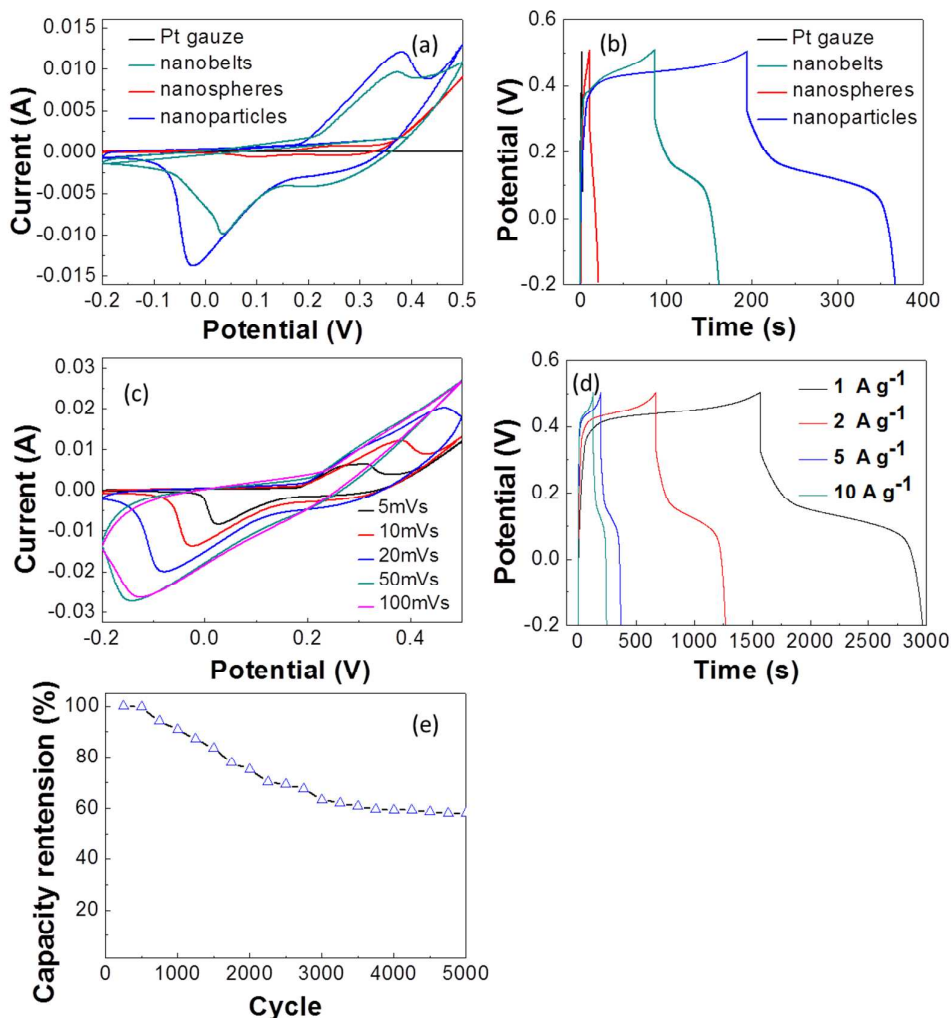 Pt gauze
nanobelts
nanospheres
nanoparticles
(a)
0.015
0.010
0.005
0.000
-0.005
-0.010
-0.015
Current (A)
-0.2 -0.1 0.0 0.1 0.2 0.3 0.4 0.5
Potential (V)
(b)
Pt gauze
nanobelts
nanospheres
nanoparticles
0.6
0.4
0.2
0.0
-0.2
Potential (V)
0 100 200 300 400
Time (s)
(c)
0.03
0.02
0.01
0.00
-0.01
-0.02
-0.03
Current (A)
5mVs
10mVs
20mVs
50mVs
100mVs
-0.2 0.0 0.2 0.4
Potential (V)
(d)
1 A g-1
2 A g-1
5 A g-1
10 A g-1
0.6
0.4
0.2
0.0
-0.2
Potential (V)
0 500 1000 1500 2000 2500 3000
Time (s)
(e)
100
80
60
40
20
Capacity rentension (%)
0 1000 2000 3000 4000 5000
Cycle